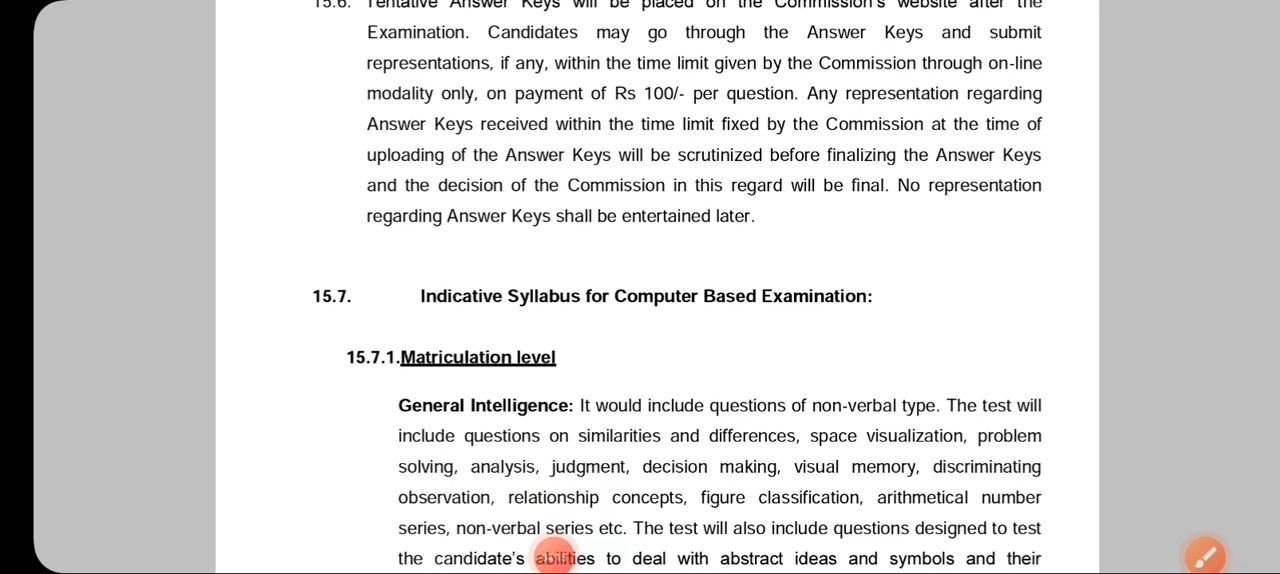 15.6. Tentative Answer Keys will be placed on the Commission's website after the
Examination. Candidates may go through the Answer Keys and submit
representations, if any, within the time limit given by the Commission through on-line
modality only, on payment of Rs 100/- per question. Any representation regarding
Answer Keys received within the time limit fixed by the Commission at the time of
uploading of the Answer Keys will be scrutinized before finalizing the Answer Keys
and the decision of the Commission in this regard will be final. No representation
regarding Answer Keys shall be entertained later.
15.7. Indicative Syllabus for Computer Based Examination:
15.7.1.Matriculation level
General Intelligence: It would include questions of non-verbal type. The test will
include questions on similarities and differences, space visualization, problem
solving, analysis, judgment, decision making, visual memory, discriminating
observation, relationship concepts, figure classification, arithmetical number
series, non-verbal series etc. The test will also include questions designed to test
the candidate's abilities to deal with abstract ideas and symbols and their